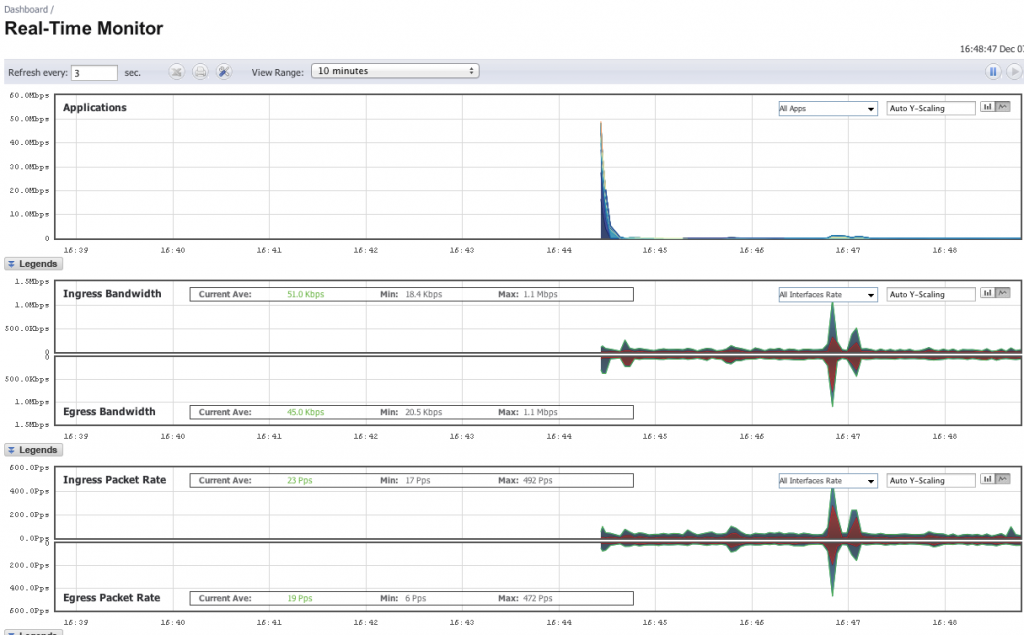 Dashboard /
Real-Time Monitor
16:48:47 Dec 0
Refresh every: 3 sec. View Range: 10 minutes
60.0Mbps
Applications All Apps Auto Y-Scaling
50.0Mbps
40.0Mbps
30.0Mbps
20.0Mbps
10.0Mbps
0
16:39 16:40 16:41 16:42 16:43 16:44 16:45 16:46 16:47 16:48
Legends
1.5Mbps
Ingress Bandwidth Current Ave: 51.0 Kbps Min: 18.4 Kbps Max: 1.1 Mbps All Interfaces Rate Auto Y-Scaling
1.0Mbps
500.0Kbps
0
0
500.0Kbps
1.0Mbps
Egress Bandwidth Current Ave: 45.0 Kbps Min: 20.5 Kbps Max: 1.1 Mbps
1.5Mbps
16:39 16:40 16:41 16:42 16:43 16:44 16:45 16:46 16:47 16:48
Legends
600.0Pps
Ingress Packet Rate Current Ave: 23 Pps Min: 17 Pps Max: 492 Pps All Interfaces Rate Auto Y-Scaling
400.0Pps
200.0Pps
0.0Pps
0
200.0Pps
400.0Pps
Egress Packet Rate Current Ave: 19 Pps Min: 6 Pps Max: 472 Pps
600.0Pps
16:39 16:40 16:41 16:42 16:43 16:44 16:45 16:46 16:47 16:48
Legends